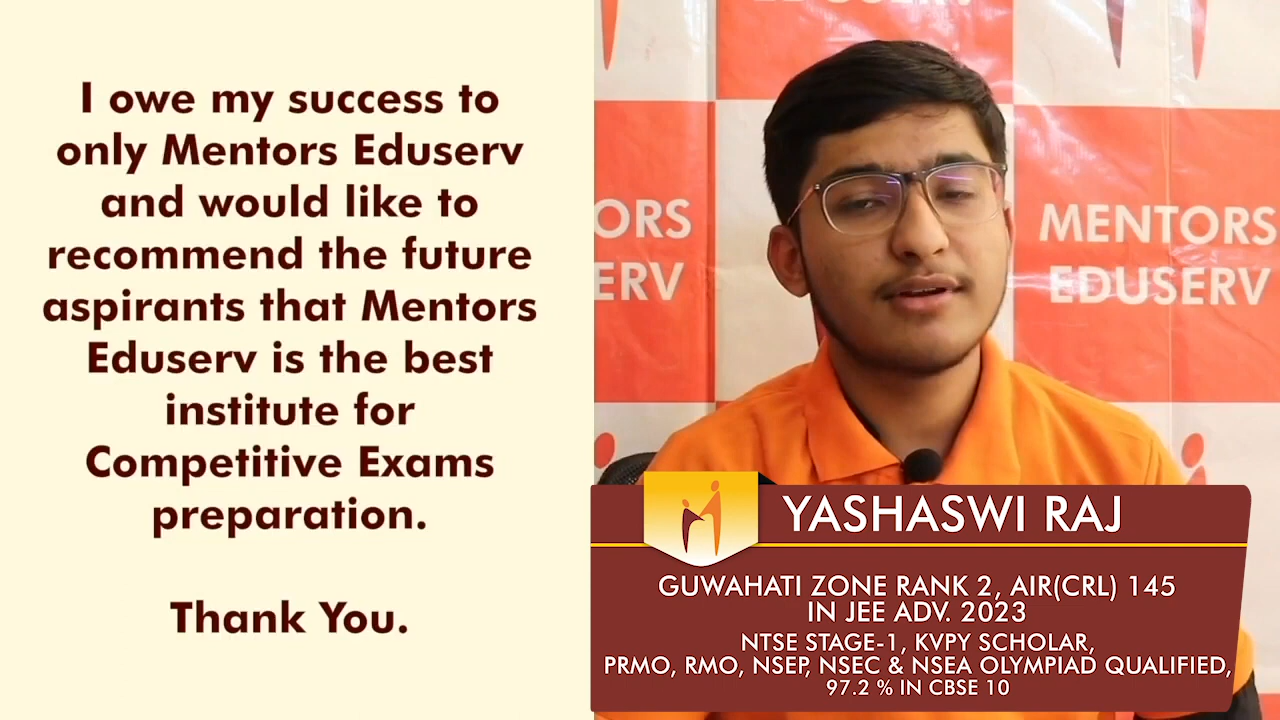 I owe my success to
only Mentors Eduserv
and would like to
recommend the future
aspirants that Mentors
Eduserv is the best
institute for
Competitive Exams
preparation.
Thank You.
ORS
ERV
MENTORS
EDUSERV
YASHASWI RAJ
GUWAHATI ZONE RANK 2, AIR(CRL) 145
IN JEE ADV. 2023
NTSE STAGE-1, KVPY SCHOLAR,
PRMO, RMO, NSEP, NSEC & NSEA OLYMPIAD QUALIFIED,
97.2 % IN CBSE 10